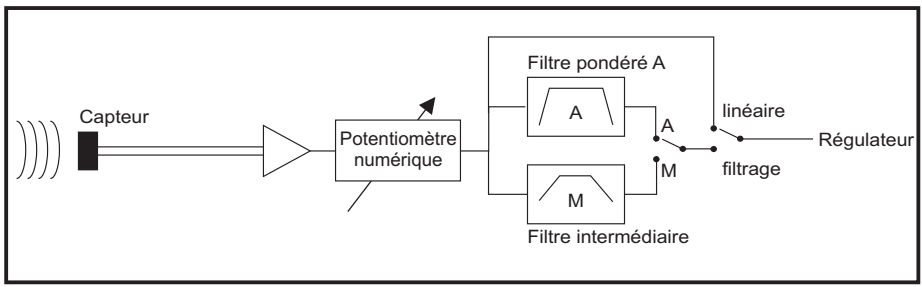 Capteur
Potentiomètre
numérique
Filtre pondéré A
A
A
M
M
Filtre intermédiaire
linéaire
filtrage
Régulateur